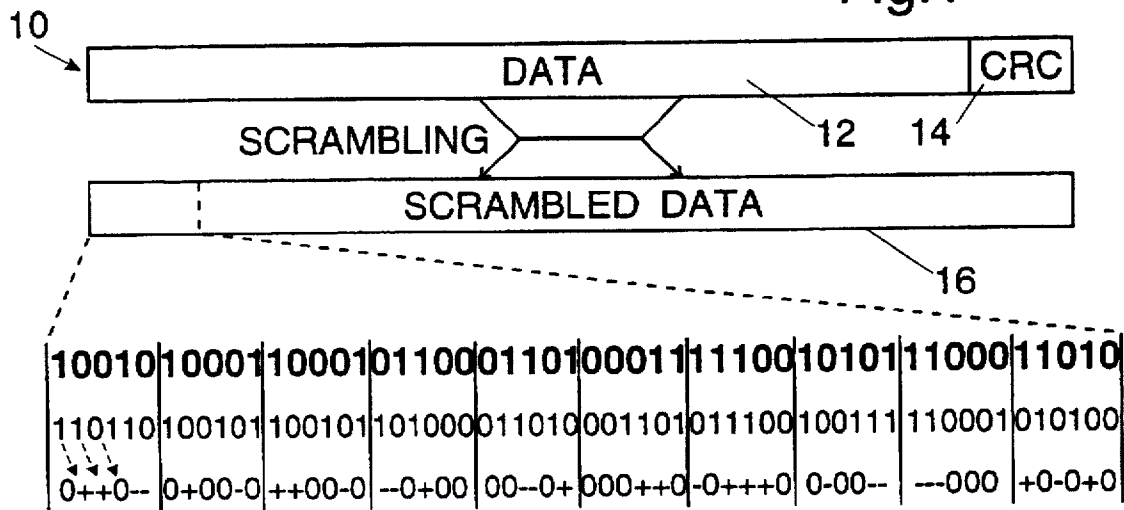 10
DATA CRC
SCRAMBLING
12 14
SCRAMBLED DATA
16
10010 10001 10001 01100 01101 00011 11100 10101 11000 11010
110110 100101 100101 101000 011010 001101 011100 100111 110001 010100
0++0-- 0+00-0 ++00-0 --0+00 00--0+ 000++0 -0+++0 0-00-- ---000 +0-0+0